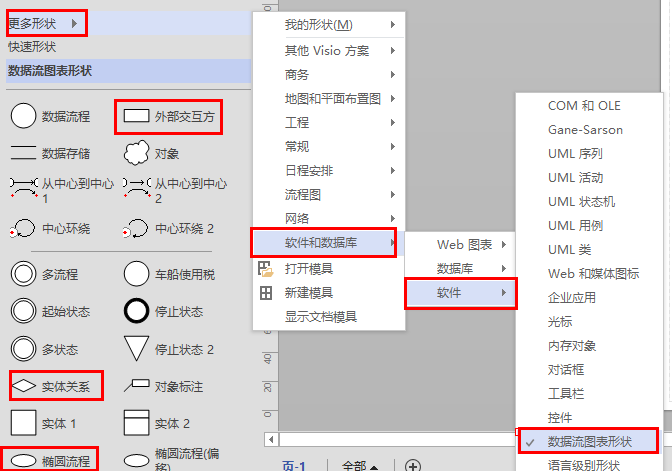 更多形状
快速形状
数据流图表形状
数据流程
外部交互方
数据存储
对象
从中心到中心
1
从中心到中心
2
中心环绕
中心环绕 2
多流程
车船使用税
起始状态
停止状态
多状态
停止状态 2
实体关系
对象标注
实体 1
实体 2
椭圆流程
椭圆流程(偏
移)
我的形状(M)
其他 Visio 方案
商务
地图和平面布置图
工程
常规
日程安排
流程图
网络
软件和数据库
打开模具
新建模具
显示文档模具
Web 图表
数据库
软件
COM 和 OLE
Gane-Sarson
UML 序列
UML 活动
UML 状态机
UML 用例
UML 类
Web 和媒体图标
企业应用
光标
内存对象
对话框
工具栏
控件
数据流图表形状
语言级别形状
40
20
0
页-1
全部